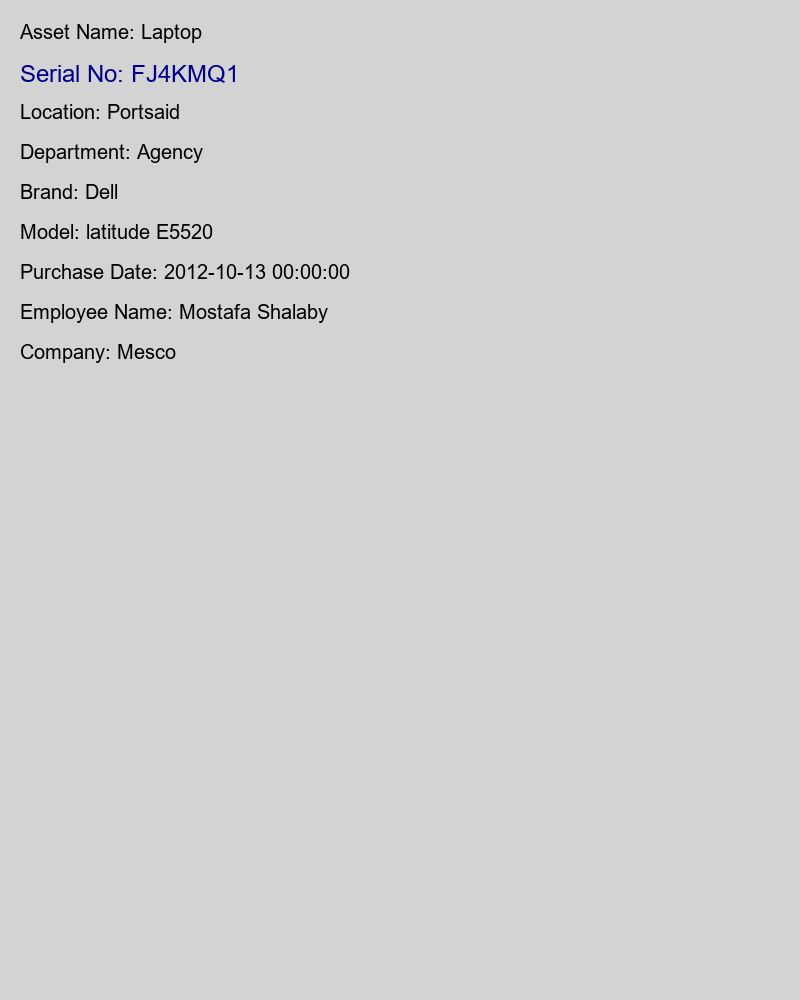 Asset Name: Laptop
Serial No: FJ4KMQ1
Location: Portsaid
Department: Agency
Brand: Dell
Model: latitude E5520
Purchase Date: 2012-10-13 00:00:00
Employee Name: Mostafa Shalaby
Company: Mesco